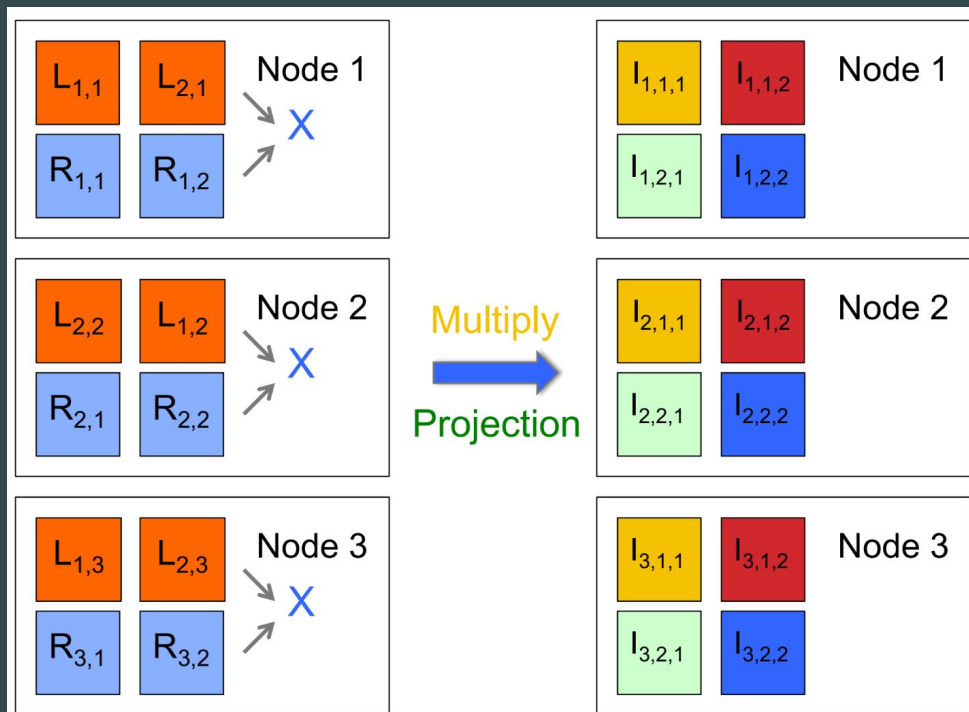 L1,1 L2,1 Node 1
X
R1,1 R1,2
I1,1,1 I1,1,2 Node 1
I1,2,1 I1,2,2
L2,2 L1,2 Node 2
X
R2,1 R2,2
Multiply
Projection
I2,1,1 I2,1,2 Node 2
I2,2,1 I2,2,2
L1,3 L2,3 Node 3
X
R3,1 R3,2
I3,1,1 I3,1,2 Node 3
I3,2,1 I3,2,2